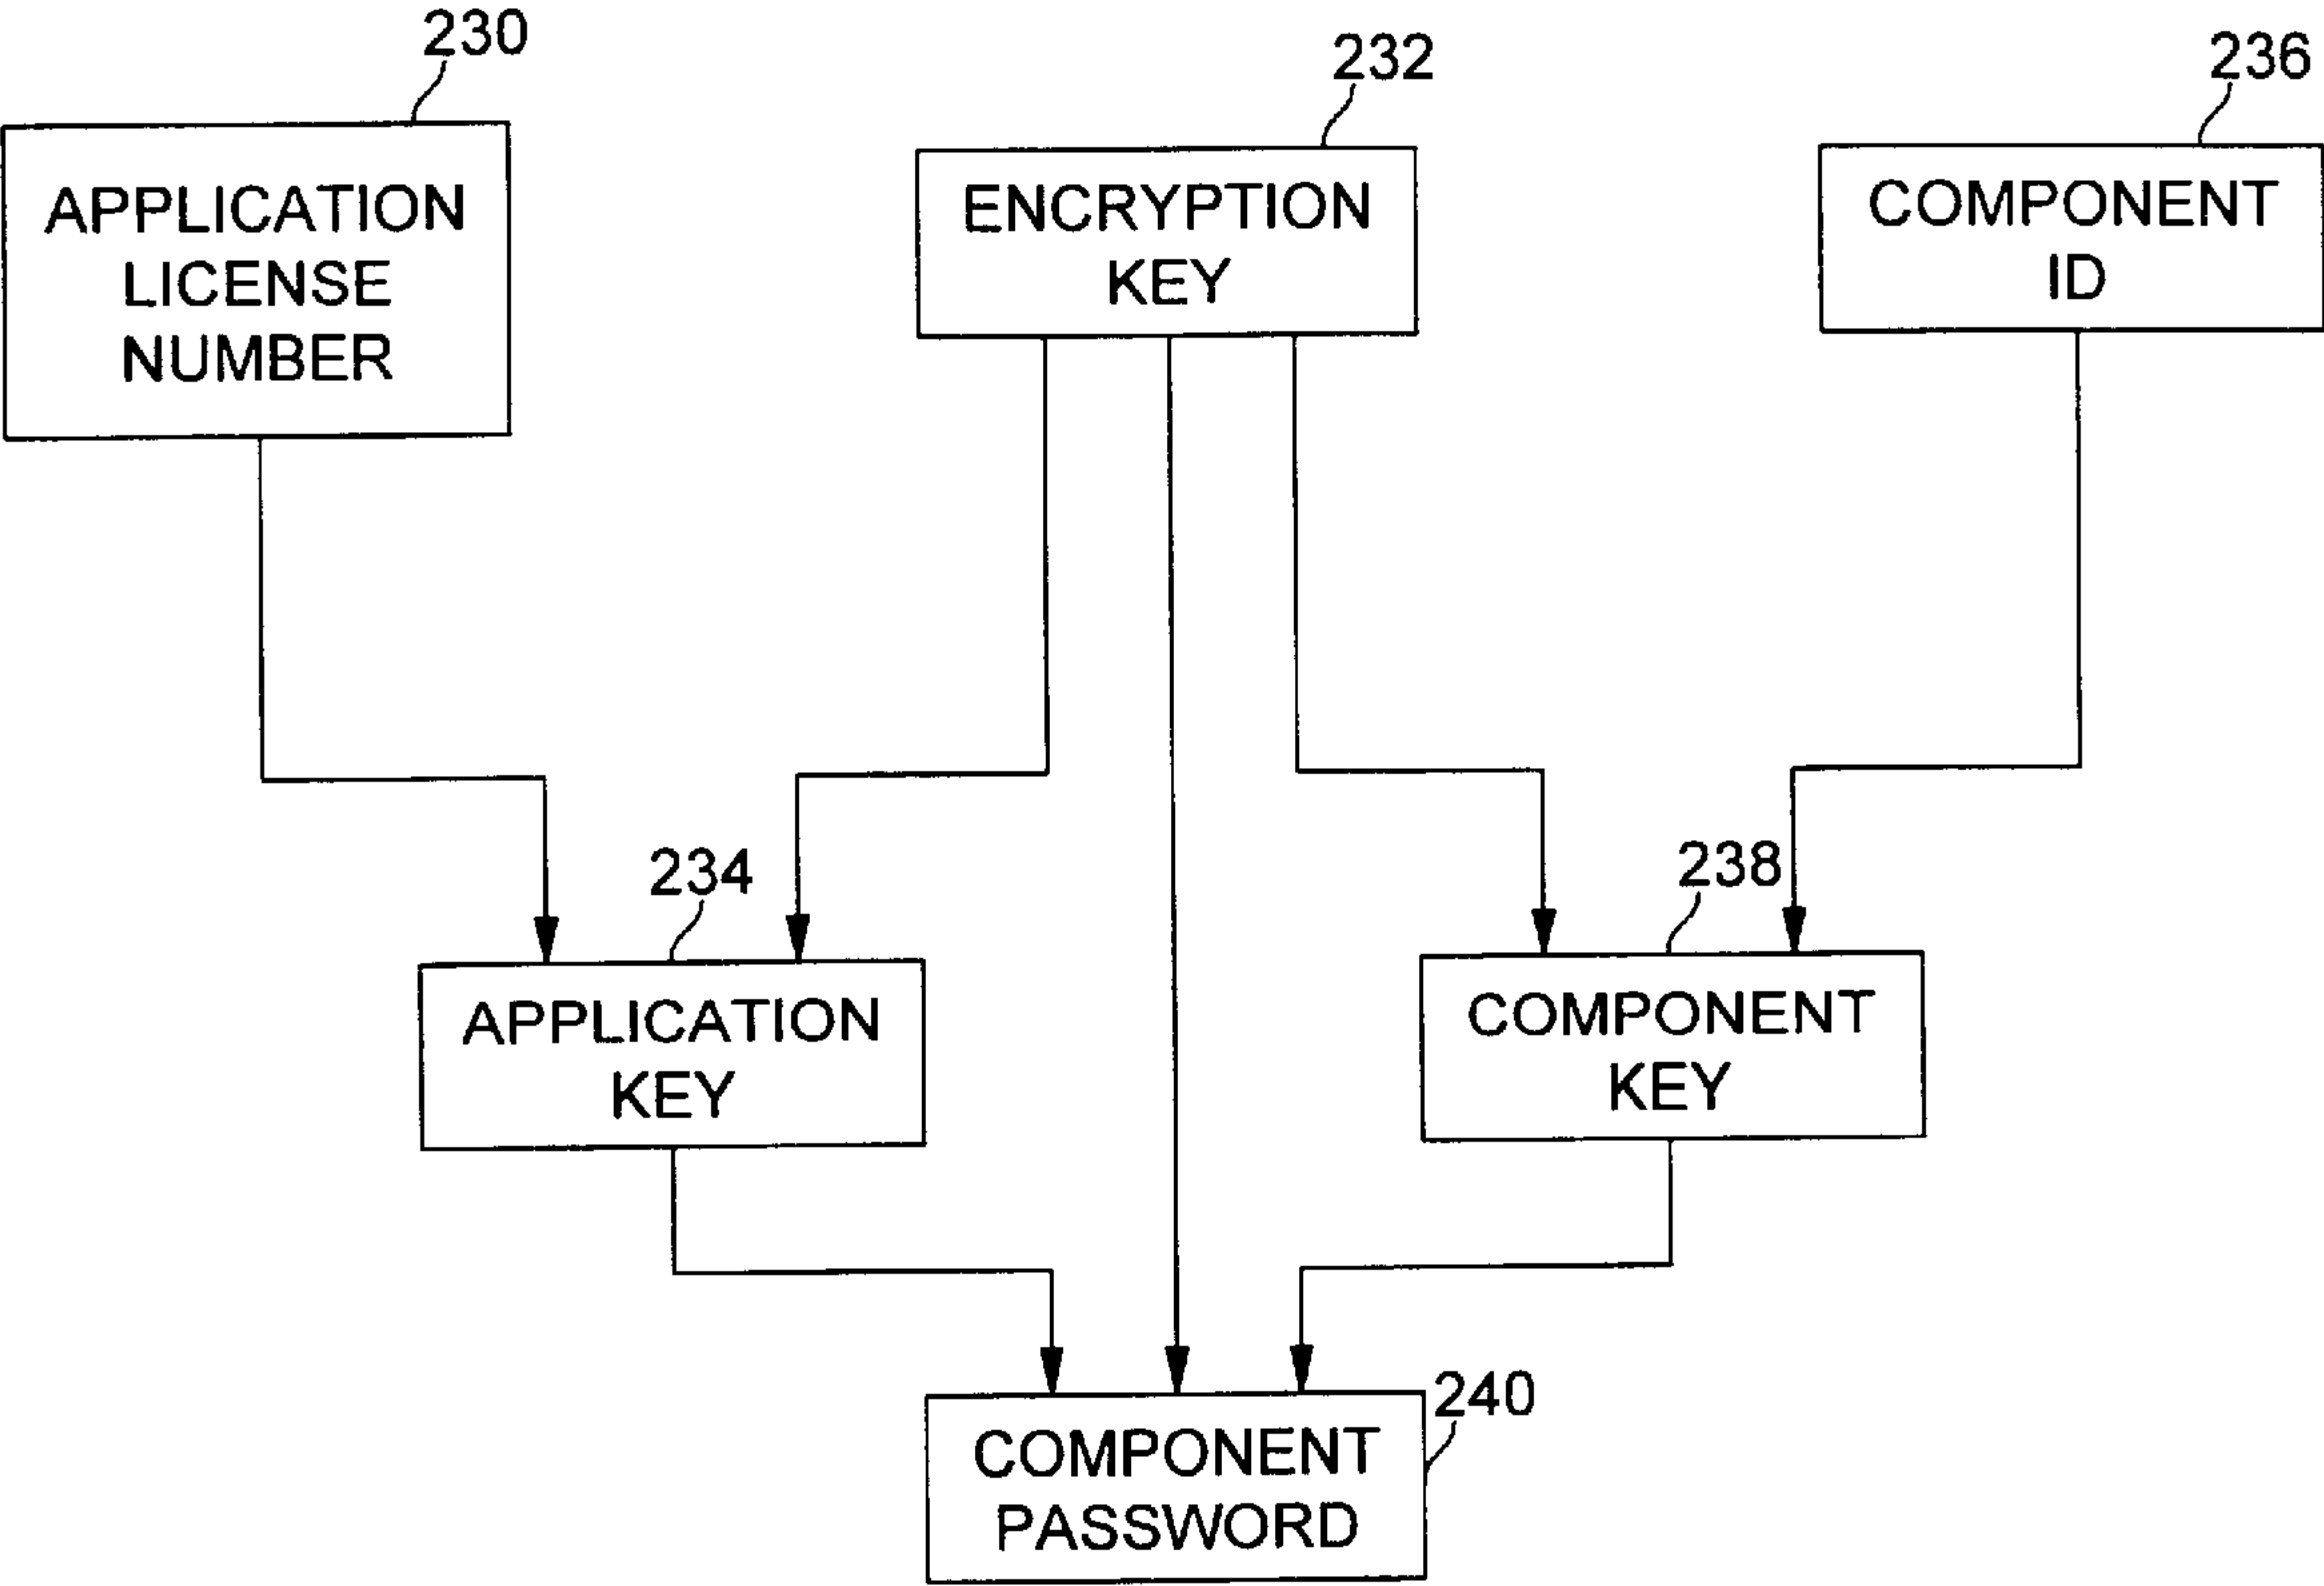 230
232
236
APPLICATION
LICENSE
NUMBER
ENCRYPTION
KEY
COMPONENT
ID
234
238
APPLICATION
KEY
COMPONENT
KEY
240
COMPONENT
PASSWORD